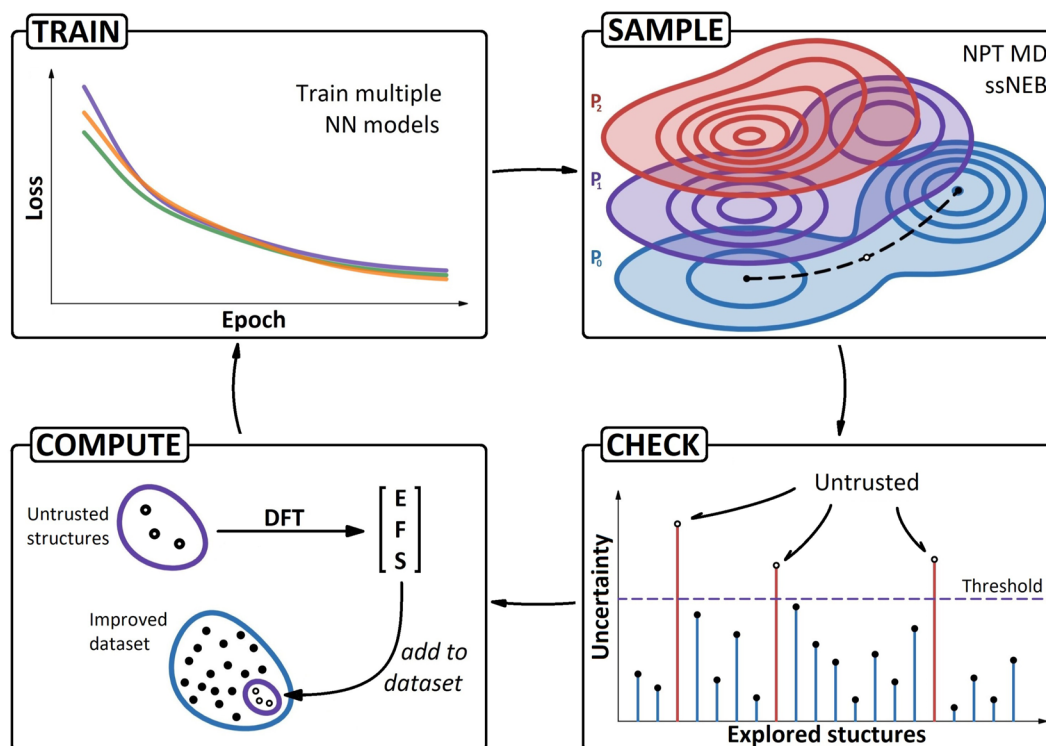 TRAIN
Train multiple
NN models
Loss
Epoch
SAMPLE
NPT MD
ssNEB
P2
P1
P0
COMPUTE
Untrusted
structures
DFT
E
F
S
Improved
dataset
add to
dataset
CHECK
Untrusted
Threshold
Uncertainty
Explored stuctures